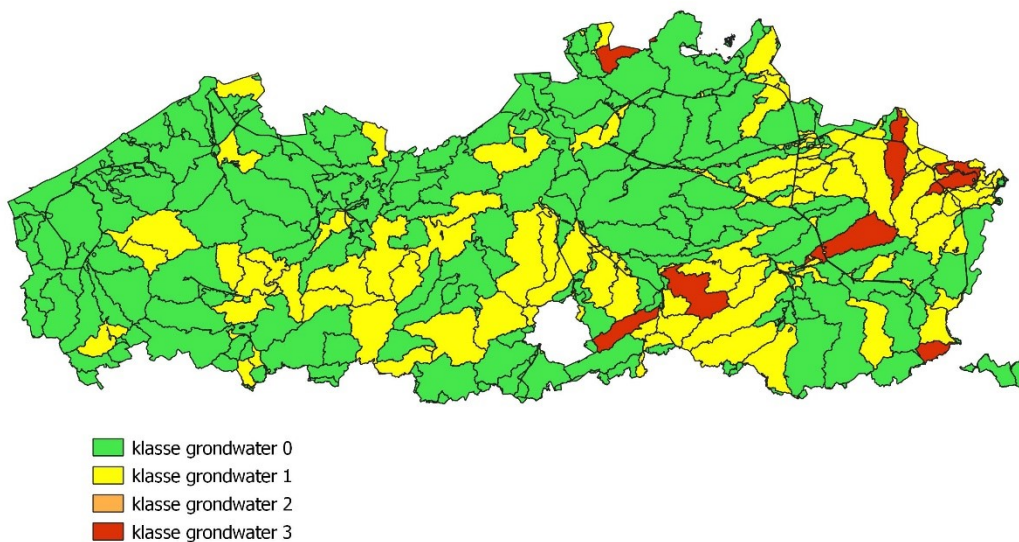 klasse grondwater 0
klasse grondwater 1
klasse grondwater 2
klasse grondwater 3